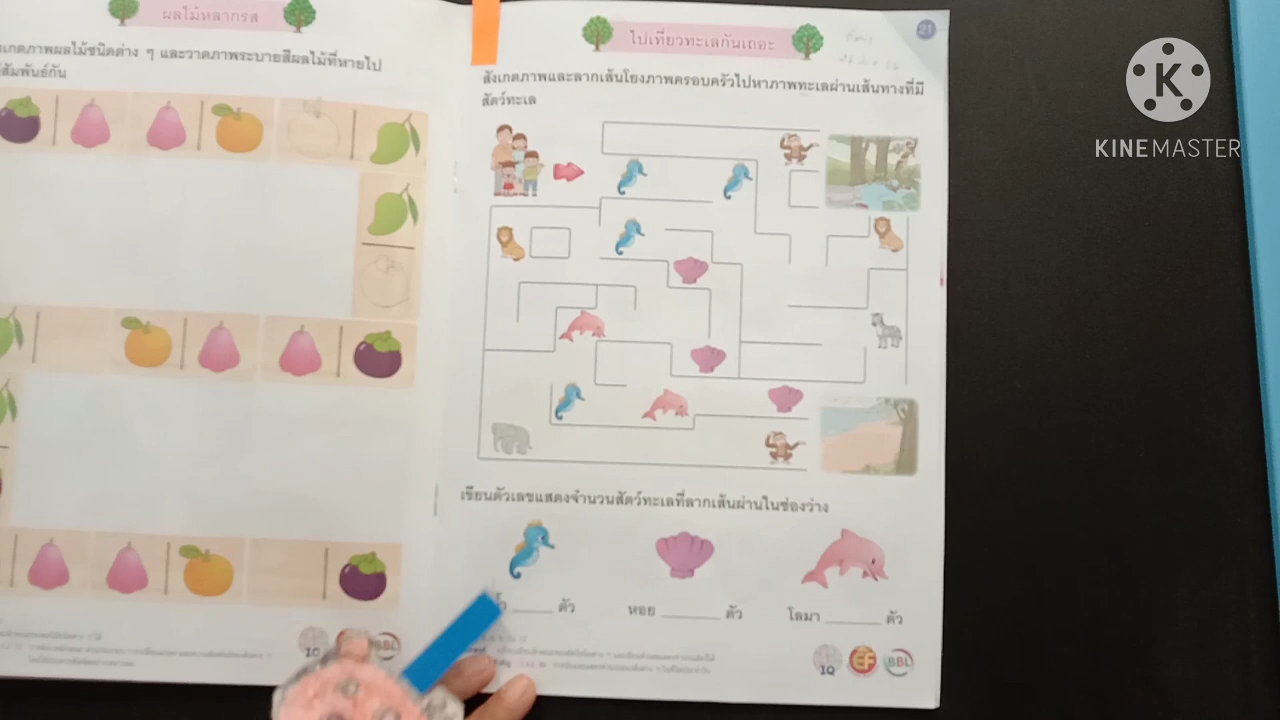 ผลไม้หลากรส
ภาพผลไม้ชนิดต่าง ๆ และวาดภาพระบายสีผลไม้ที่หายไป
สัมพันธ์กัน
21
ไปเที่ยวทะเลกันเถอะ
สังเกตภาพและลากเส้นโยงภาพครอบครัวไปหาภาพทะเลผ่านเส้นทางที่มี
สัตว์ทะเล
เขียนตัวเลขแสดงจำนวนสัตว์ทะเลที่ลากเส้นผ่านในช่องว่าง
_____ ตัว
หอย _____ ตัว
โลมา _____ ตัว
IQ
BBL
IQ
EF
BBL
K
KINEMASTER